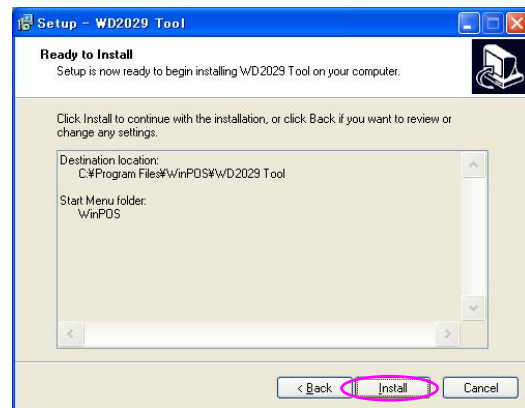 Setup - WD2029 Tool
Ready to Install
Setup is now ready to begin installing WD2029 Tool on your computer.
Click Install to continue with the installation, or click Back if you want to review or
change any settings.
Destination location:
C:¥Program Files¥WinPOS¥WD2029 Tool
Start Menu folder:
WinPOS
< Back
Install
Cancel